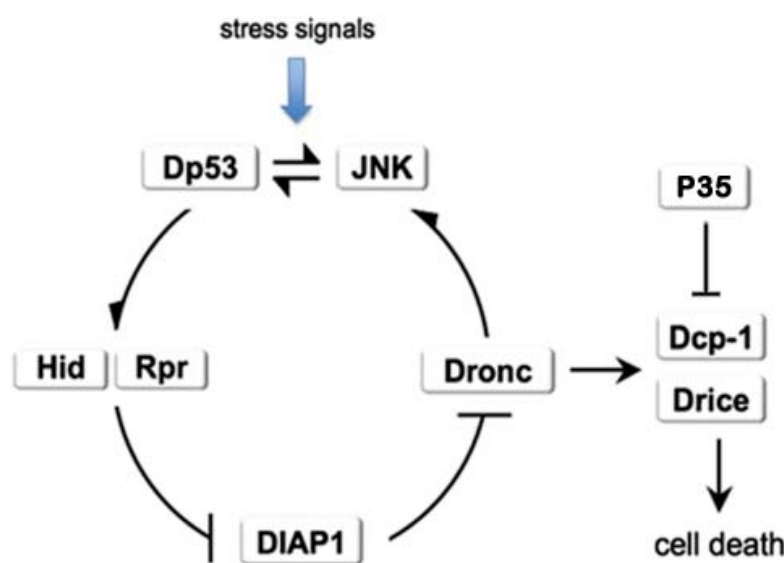 stress signals
Dp53 JNK
P35
Hid Rpr
Dronc
Dcp-1
Drice
DIAP1
cell death